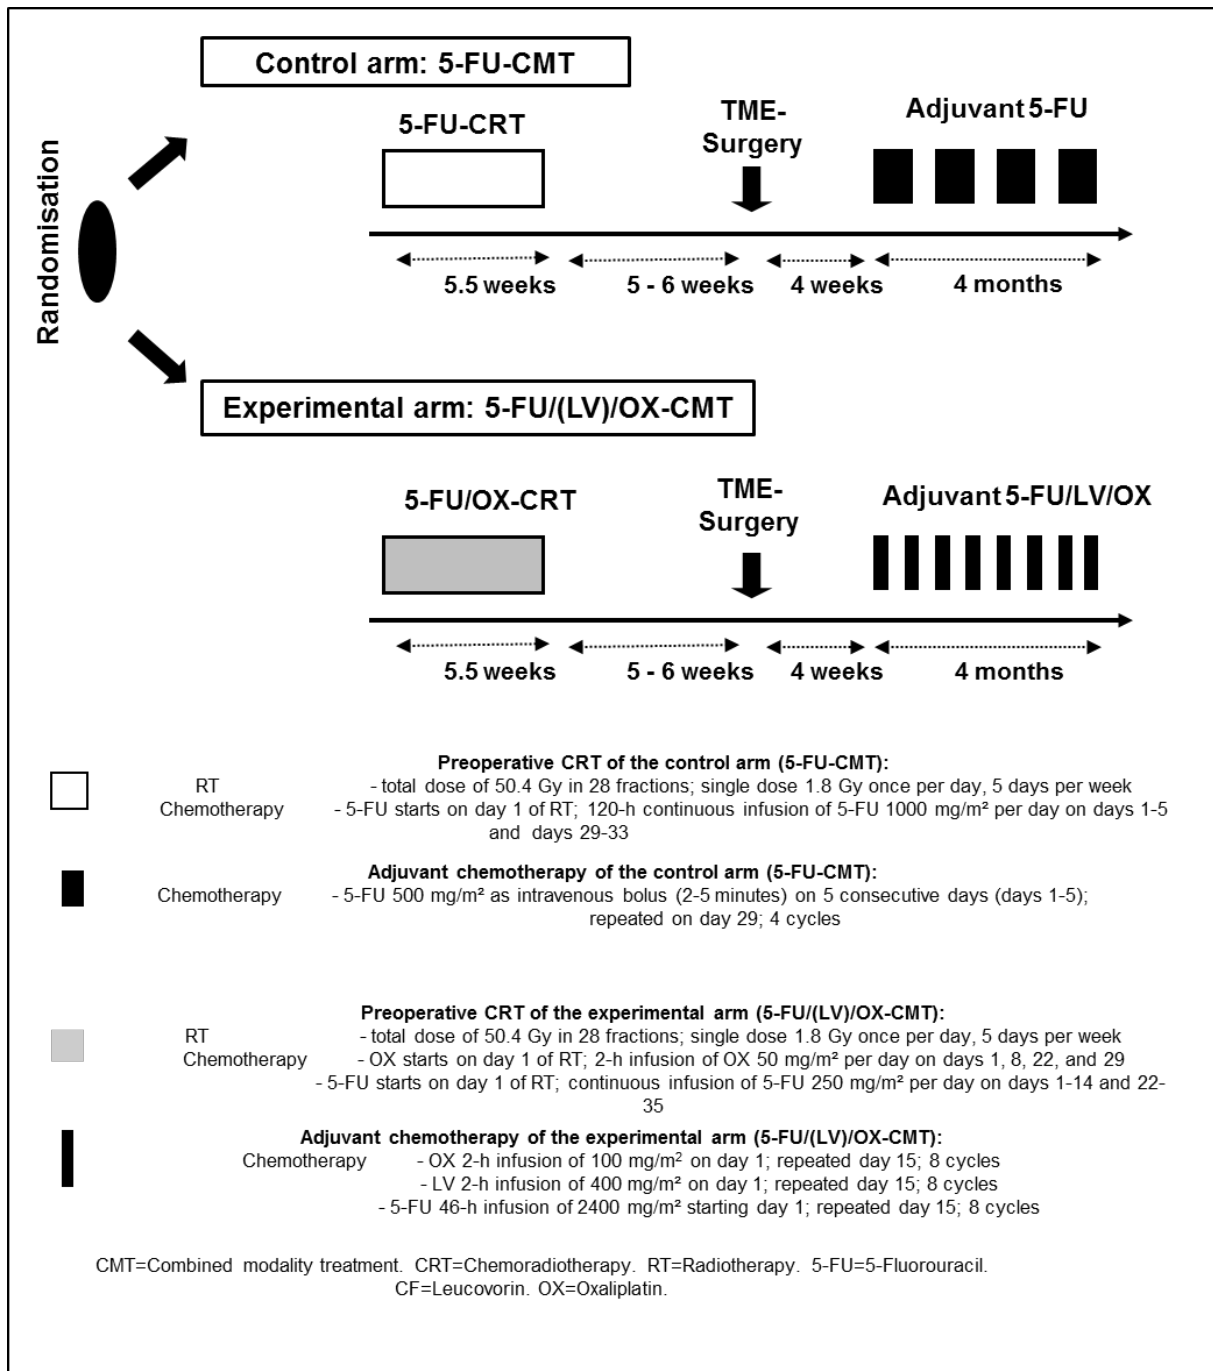 Randomisation
Control arm: 5-FU-CMT
5-FU-CRT
TME-
Surgery
Adjuvant 5-FU
5.5 weeks
5 - 6 weeks
4 weeks
4 months
Experimental arm: 5-FU/(LV)/OX-CMT
5-FU/OX-CRT
TME-
Surgery
Adjuvant 5-FU/LV/OX
5.5 weeks
5 - 6 weeks
4 weeks
4 months
Preoperative CRT of the control arm (5-FU-CMT):
RT - total dose of 50.4 Gy in 28 fractions; single dose 1.8 Gy once per day, 5 days per week
Chemotherapy - 5-FU starts on day 1 of RT; 120-h continuous infusion of 5-FU 1000 mg/m² per day on days 1-5
and days 29-33
Adjuvant chemotherapy of the control arm (5-FU-CMT):
Chemotherapy - 5-FU 500 mg/m² as intravenous bolus (2-5 minutes) on 5 consecutive days (days 1-5);
repeated on day 29; 4 cycles
Preoperative CRT of the experimental arm (5-FU/(LV)/OX-CMT):
RT - total dose of 50.4 Gy in 28 fractions; single dose 1.8 Gy once per day, 5 days per week
Chemotherapy - OX starts on day 1 of RT; 2-h infusion of OX 50 mg/m² per day on days 1, 8, 22, and 29
- 5-FU starts on day 1 of RT; continuous infusion of 5-FU 250 mg/m² per day on days 1-14 and 22-
35
Adjuvant chemotherapy of the experimental arm (5-FU/(LV)/OX-CMT):
Chemotherapy - OX 2-h infusion of 100 mg/m² on day 1; repeated day 15; 8 cycles
- LV 2-h infusion of 400 mg/m² on day 1; repeated day 15; 8 cycles
- 5-FU 46-h infusion of 2400 mg/m² starting day 1; repeated day 15; 8 cycles
CMT=Combined modality treatment. CRT=Chemoradiotherapy. RT=Radiotherapy. 5-FU=5-Fluorouracil.
CF=Leucovorin. OX=Oxaliplatin.